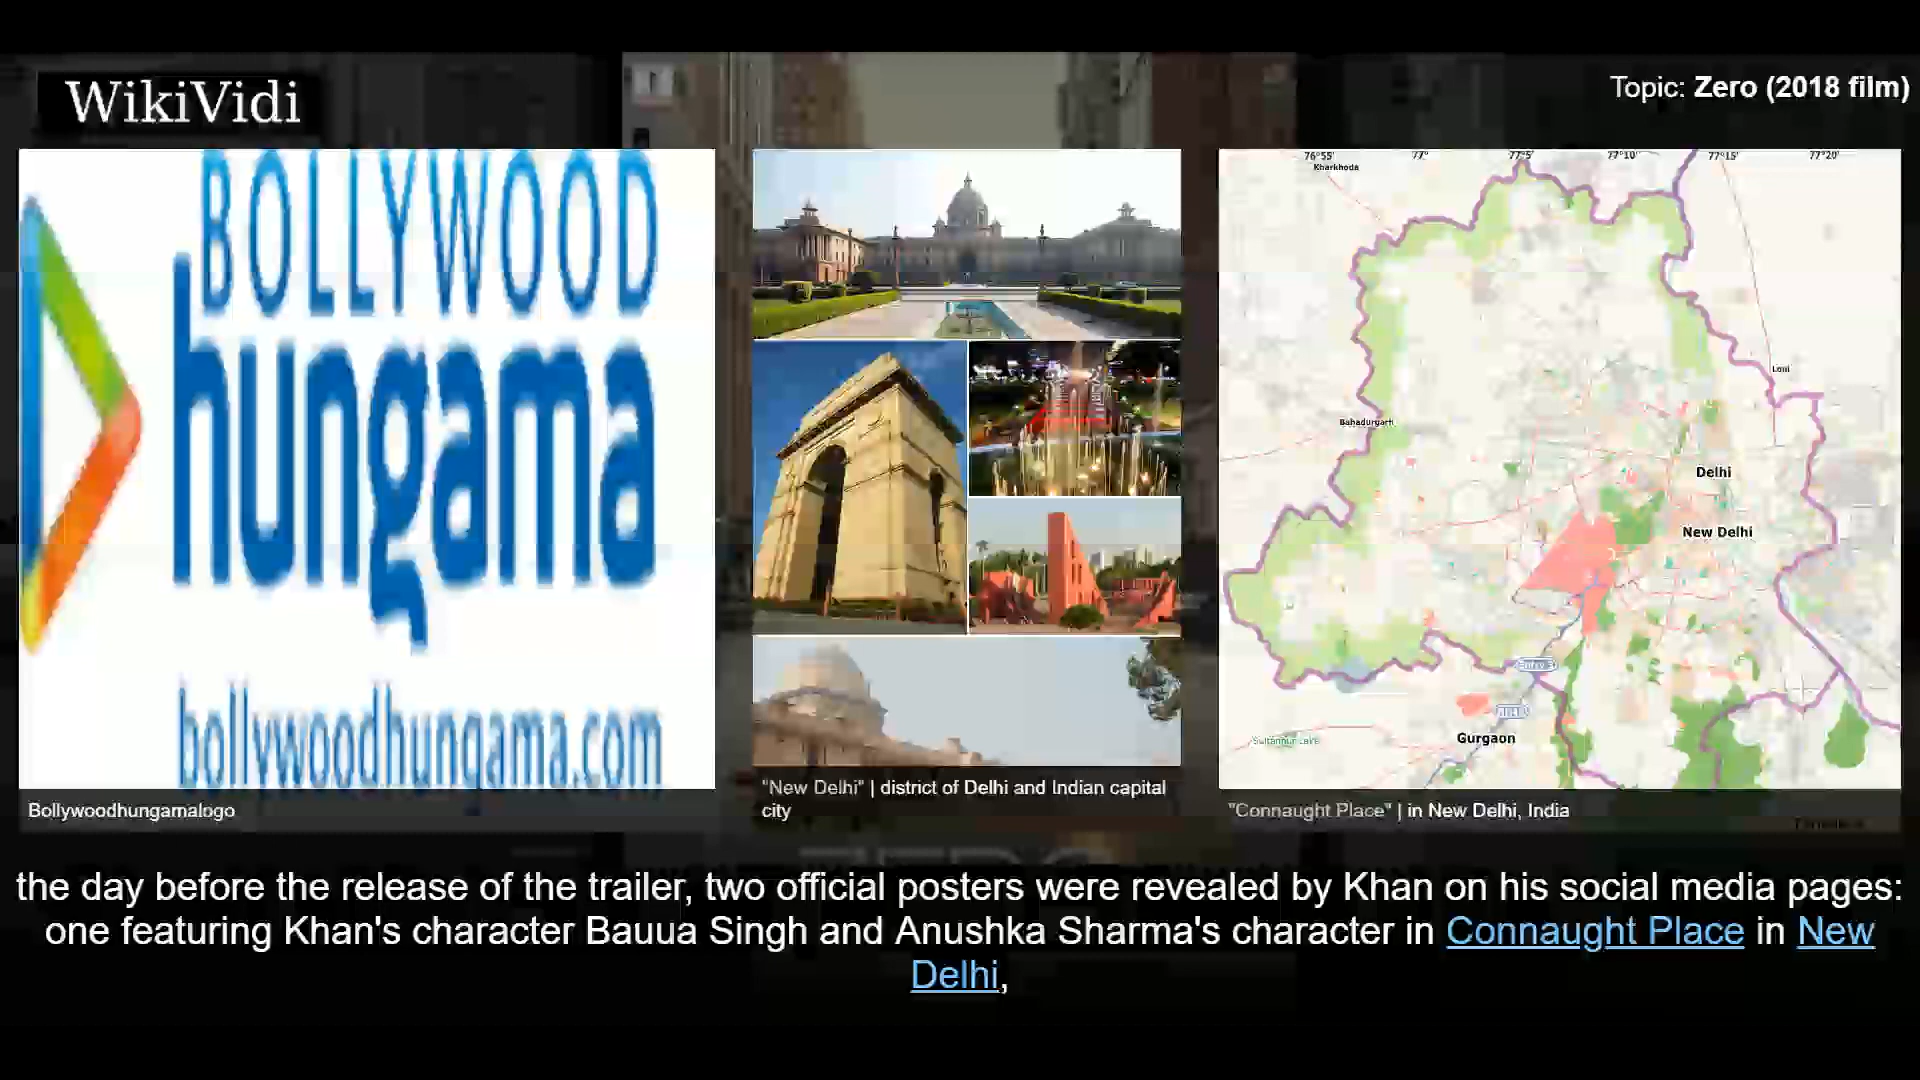 WikiVidi
Topic: Zero (2018 film)
BOLLYWOOD
hungama
bollywoodhungama.com
Bollywoodhungamalogo
"New Delhi" | district of Delhi and Indian capital
city
76°55'
77°
77°5'
77°10'
77°15'
77°20'
Kharkhoda
Loni
Bahadurgarh
Delhi
New Delhi
Gurgaon
"Connaught Place" | in New Delhi, India
the day before the release of the trailer, two official posters were revealed by Khan on his social media pages:
one featuring Khan's character Bauua Singh and Anushka Sharma's character in Connaught Place in New
Delhi,